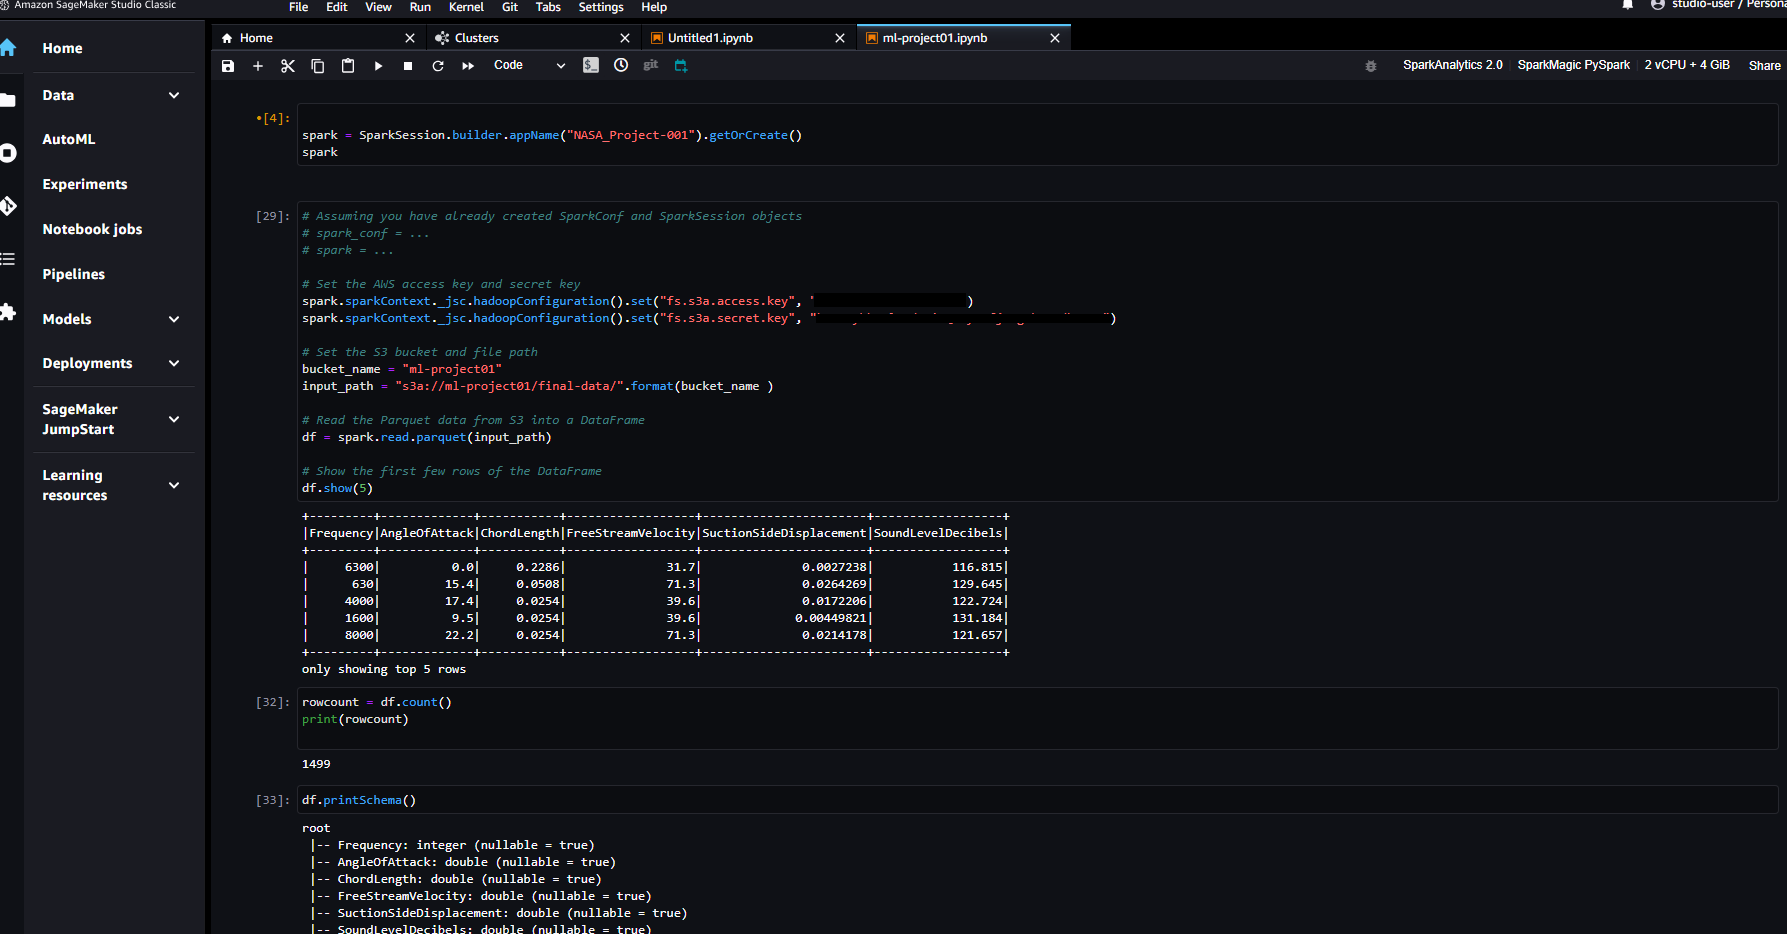 Amazon SageMaker Studio Classic
File Edit View Run Kernel Git Tabs Settings Help
studio-user / Persona
Home
Data
AutoML
Experiments
Notebook jobs
Pipelines
Models
Deployments
SageMaker
JumpStart
Learning
resources
Home Clusters Untitled1.ipynb ml-project01.ipynb
Code $_ git SparkAnalytics 2.0 SparkMagic PySpark 2 vCPU + 4 GiB Share
[4]:
spark = SparkSession.builder.appName("NASA_Project-001").getOrCreate()
spark
[29]: # Assuming you have already created SparkConf and SparkSession objects
# spark_conf = ...
# spark = ...
# Set the AWS access key and secret key
spark.sparkContext._jsc.hadoopConfiguration().set("fs.s3a.access.key", " )
spark.sparkContext._jsc.hadoopConfiguration().set("fs.s3a.secret.key", " ")
# Set the S3 bucket and file path
bucket_name = "ml-project01"
input_path = "s3a://ml-project01/final-data/".format(bucket_name )
# Read the Parquet data from S3 into a DataFrame
df = spark.read.parquet(input_path)
# Show the first few rows of the DataFrame
df.show(5)
+---------+-------------+-----------+------------------+-----------------------+------------------+
|Frequency|AngleOfAttack|ChordLength|FreeStreamVelocity|SuctionSideDisplacement|SoundLevelDecibels|
+---------+-------------+-----------+------------------+-----------------------+------------------+
|     6300|          0.0|     0.2286|              31.7|              0.0027238|           116.815|
|      630|         15.4|     0.0508|              71.3|              0.0264269|           129.645|
|     4000|         17.4|     0.0254|              39.6|              0.0172206|           122.724|
|     1600|          9.5|     0.0254|              39.6|             0.00449821|           131.184|
|     8000|         22.2|     0.0254|              71.3|              0.0214178|           121.657|
+---------+-------------+-----------+------------------+-----------------------+------------------+
only showing top 5 rows
[32]: rowcount = df.count()
print(rowcount)
1499
[33]: df.printSchema()
root
|-- Frequency: integer (nullable = true)
|-- AngleOfAttack: double (nullable = true)
|-- ChordLength: double (nullable = true)
|-- FreeStreamVelocity: double (nullable = true)
|-- SuctionSideDisplacement: double (nullable = true)
|-- SoundLevelDecibels: double (nullable = true)